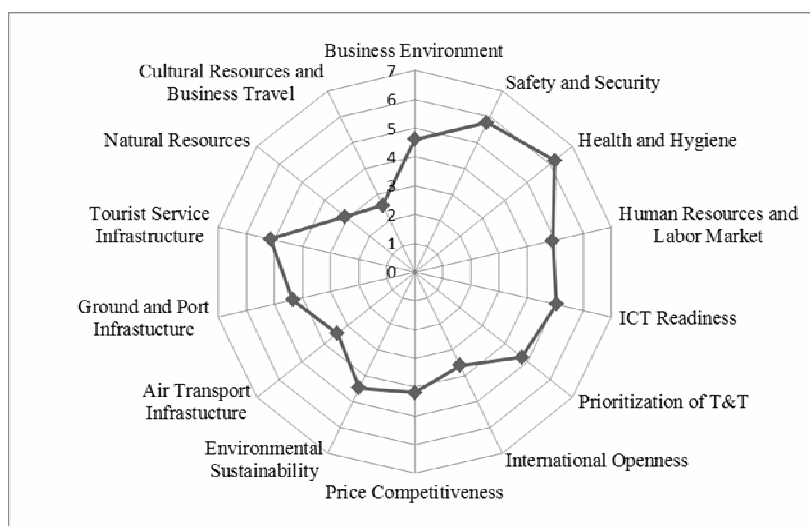 Business Environment
7
Safety and Security
6
Health and Hygiene
5
Human Resources and
Labor Market
4
ICT Readiness
3
Prioritization of T&T
2
International Openness
1
Price Competitiveness
0
Environmental
Sustainability
Air Transport
Infrastucture
Ground and Port
Infrastucture
Tourist Service
Infrastructure
Natural Resources
Cultural Resources and
Business Travel